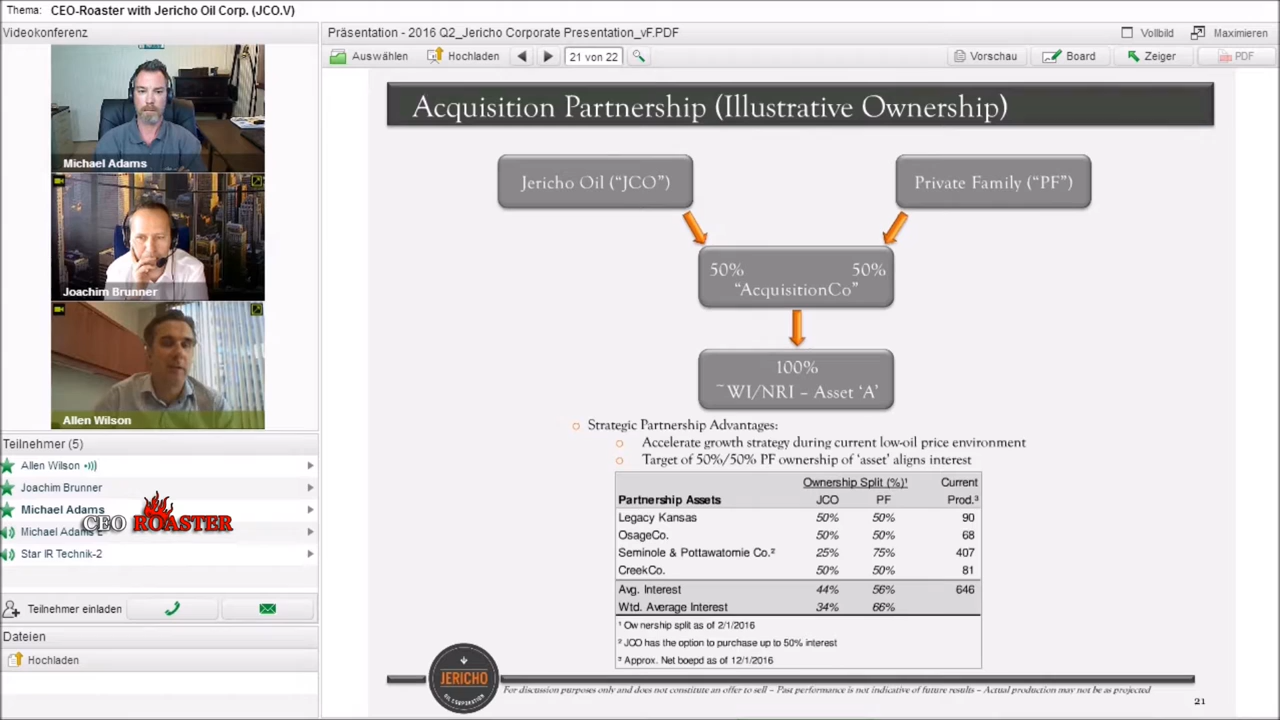 Thema: CEO-Roaster with Jericho Oil Corp. (JCO.V)
Videokonferenz
Michael Adams
Joachim Brunner
Allen Wilson
Teilnehmer (5)
Allen Wilson
Joachim Brunner
Michael Adams
CEO ROASTER
Michael Adams
Star IR Technik-2
Teilnehmer einladen
Dateien
Hochladen
Präsentation - 2016 Q2_Jericho Corporate Presentation_vF.PDF
Vollbild
Maximieren
Auswählen
Hochladen
21 von 22
Vorschau
Board
Zeiger
PDF
Acquisition Partnership (Illustrative Ownership)
Jericho Oil (“JCO”)
Private Family (“PF”)
50% 50%
“AcquisitionCo”
100%
~WI/NRI – Asset ‘A’
Strategic Partnership Advantages:
Accelerate growth strategy during current low-oil price environment
Target of 50%/50% PF ownership of ‘asset’ aligns interest
Ownership Split (%)¹ Current
Partnership Assets JCO PF Prod.³
Legacy Kansas 50% 50% 90
OsageCo. 50% 50% 68
Seminole & Pottawatomie Co.² 25% 75% 407
CreekCo. 50% 50% 81
Avg. Interest 44% 56% 646
Wtd. Average Interest 34% 66%
¹ Ownership split as of 2/1/2016
² JCO has the option to purchase up to 50% interest
³ Approx. Net boepd as of 12/1/2016
JERICHO
OIL CORPORATION
For discussion purposes only and does not constitute an offer to sell – Past performance is not indicative of future results – Actual production may not be as projected
21